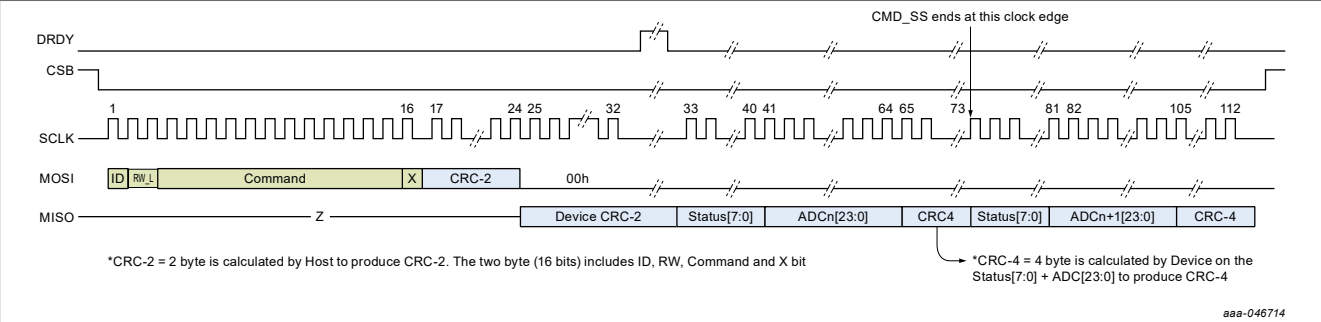 CMD_SS ends at this clock edge
DRDY
CSB
1 16 17 24 25 32 33 40 41 64 65 73 81 82 105 112
SCLK
MOSI ID RW_L Command X CRC-2 00h
MISO Z Device CRC-2 Status[7:0] ADCn[23:0] CRC4 Status[7:0] ADCn+1[23:0] CRC-4
*CRC-2 = 2 byte is calculated by Host to produce CRC-2. The two byte (16 bits) includes ID, RW, Command and X bit
*CRC-4 = 4 byte is calculated by Device on the
Status[7:0] + ADC[23:0] to produce CRC-4
aaa-046714